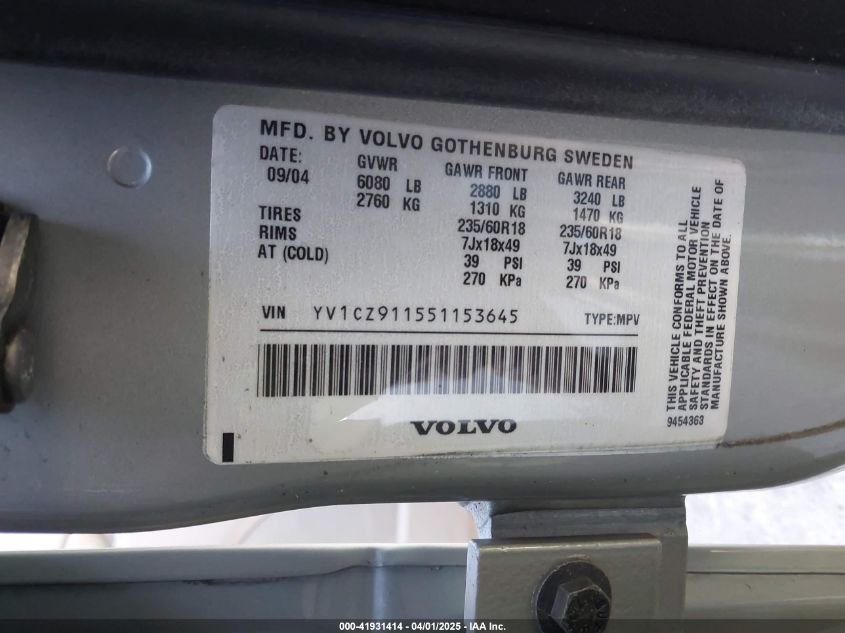 MFD. BY VOLVO GOTHENBURG SWEDEN
DATE: GVWR GAWR FRONT GAWR REAR
09/04 6080 LB 2880 LB 3240 LB
2760 KG 1310 KG 1470 KG
TIRES 235/60R18 235/60R18
RIMS 7Jx18x49 7Jx18x49
AT (COLD) 39 PSI 39 PSI
270 KPa 270 KPa
VIN YV1CZ911551153645 TYPE:MPV
VOLVO
THIS VEHICLE CONFORMS TO ALL
APPLICABLE FEDERAL MOTOR VEHICLE
SAFETY AND THEFT PREVENTION
STANDARDS IN EFFECT ON THE DATE OF
MANUFACTURE SHOWN ABOVE.
9454363
000-41931414 - 04/01/2025 - IAA Inc.